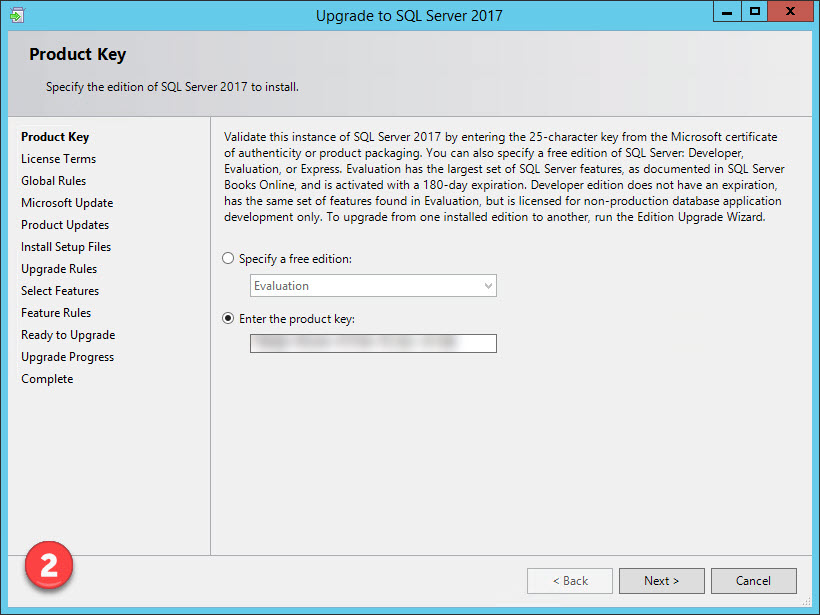 Upgrade to SQL Server 2017
Product Key
Specify the edition of SQL Server 2017 to install.
Product Key
License Terms
Global Rules
Microsoft Update
Product Updates
Install Setup Files
Upgrade Rules
Select Features
Feature Rules
Ready to Upgrade
Upgrade Progress
Complete
Validate this instance of SQL Server 2017 by entering the 25-character key from the Microsoft certificate
of authenticity or product packaging. You can also specify a free edition of SQL Server: Developer,
Evaluation, or Express. Evaluation has the largest set of SQL Server features, as documented in SQL Server
Books Online, and is activated with a 180-day expiration. Developer edition does not have an expiration,
has the same set of features found in Evaluation, but is licensed for non-production database application
development only. To upgrade from one installed edition to another, run the Edition Upgrade Wizard.
Specify a free edition:
Evaluation
Enter the product key:
2
< Back
Next >
Cancel